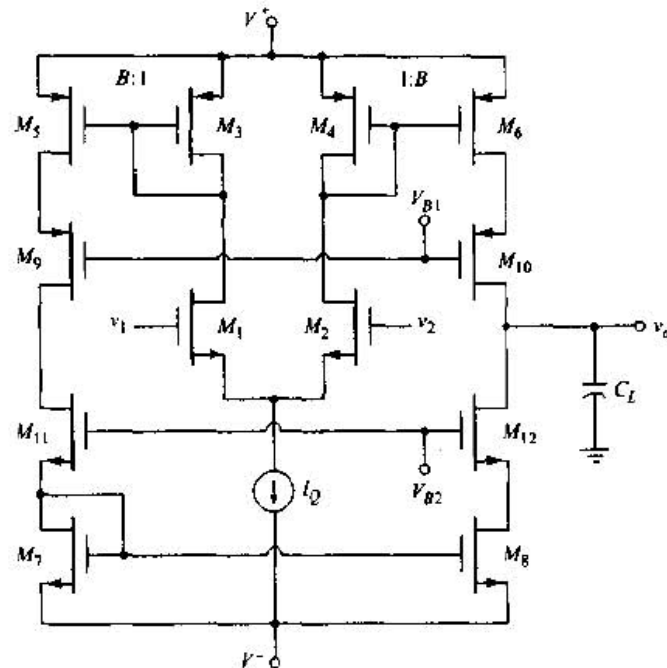 V⁺
B:1
1:B
M₅
M₃
M₄
M₆
V_B1
M₉
M₁₀
v₁
M₁
M₂
v₂
v_o
C_L
M₁₁
M₁₂
I_Q
V_B2
M₇
M₈
V⁻